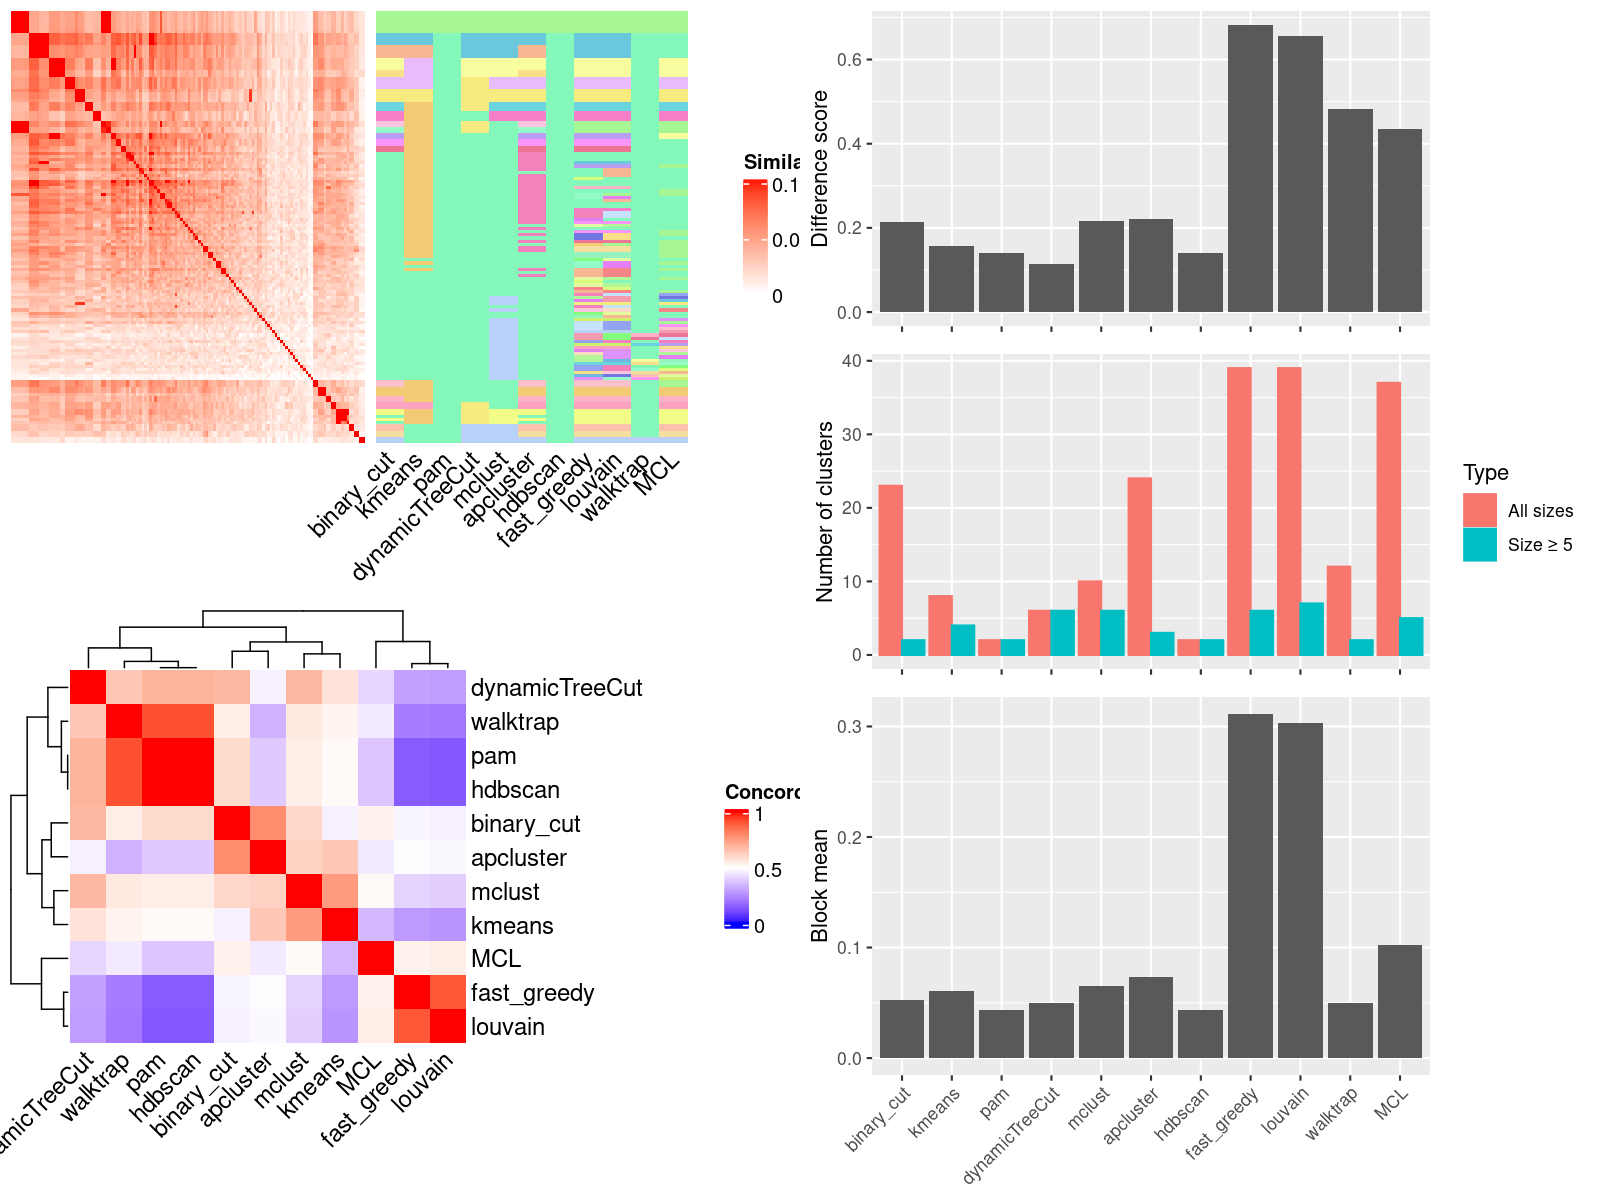 Simila
0.1
0.0
0
binary_cut
kmeans
pam
dynamicTreeCut
mclust
apcluster
hdbscan
fast_greedy
louvain
walktrap
MCL
dynamicTreeCut
walktrap
pam
hdbscan
binary_cut
apcluster
mclust
kmeans
MCL
fast_greedy
louvain
amicTreeCut
walktrap
pam
hdbscan
binary_cut
apcluster
mclust
kmeans
MCL
fast_greedy
louvain
Concord
1
0.5
0
Difference score
0.6
0.4
0.2
0.0
Number of clusters
40
30
20
10
0
Type
All sizes
Size ≥ 5
Block mean
0.3
0.2
0.1
0.0
binary_cut
kmeans
pam
dynamicTreeCut
mclust
apcluster
hdbscan
fast_greedy
louvain
walktrap
MCL